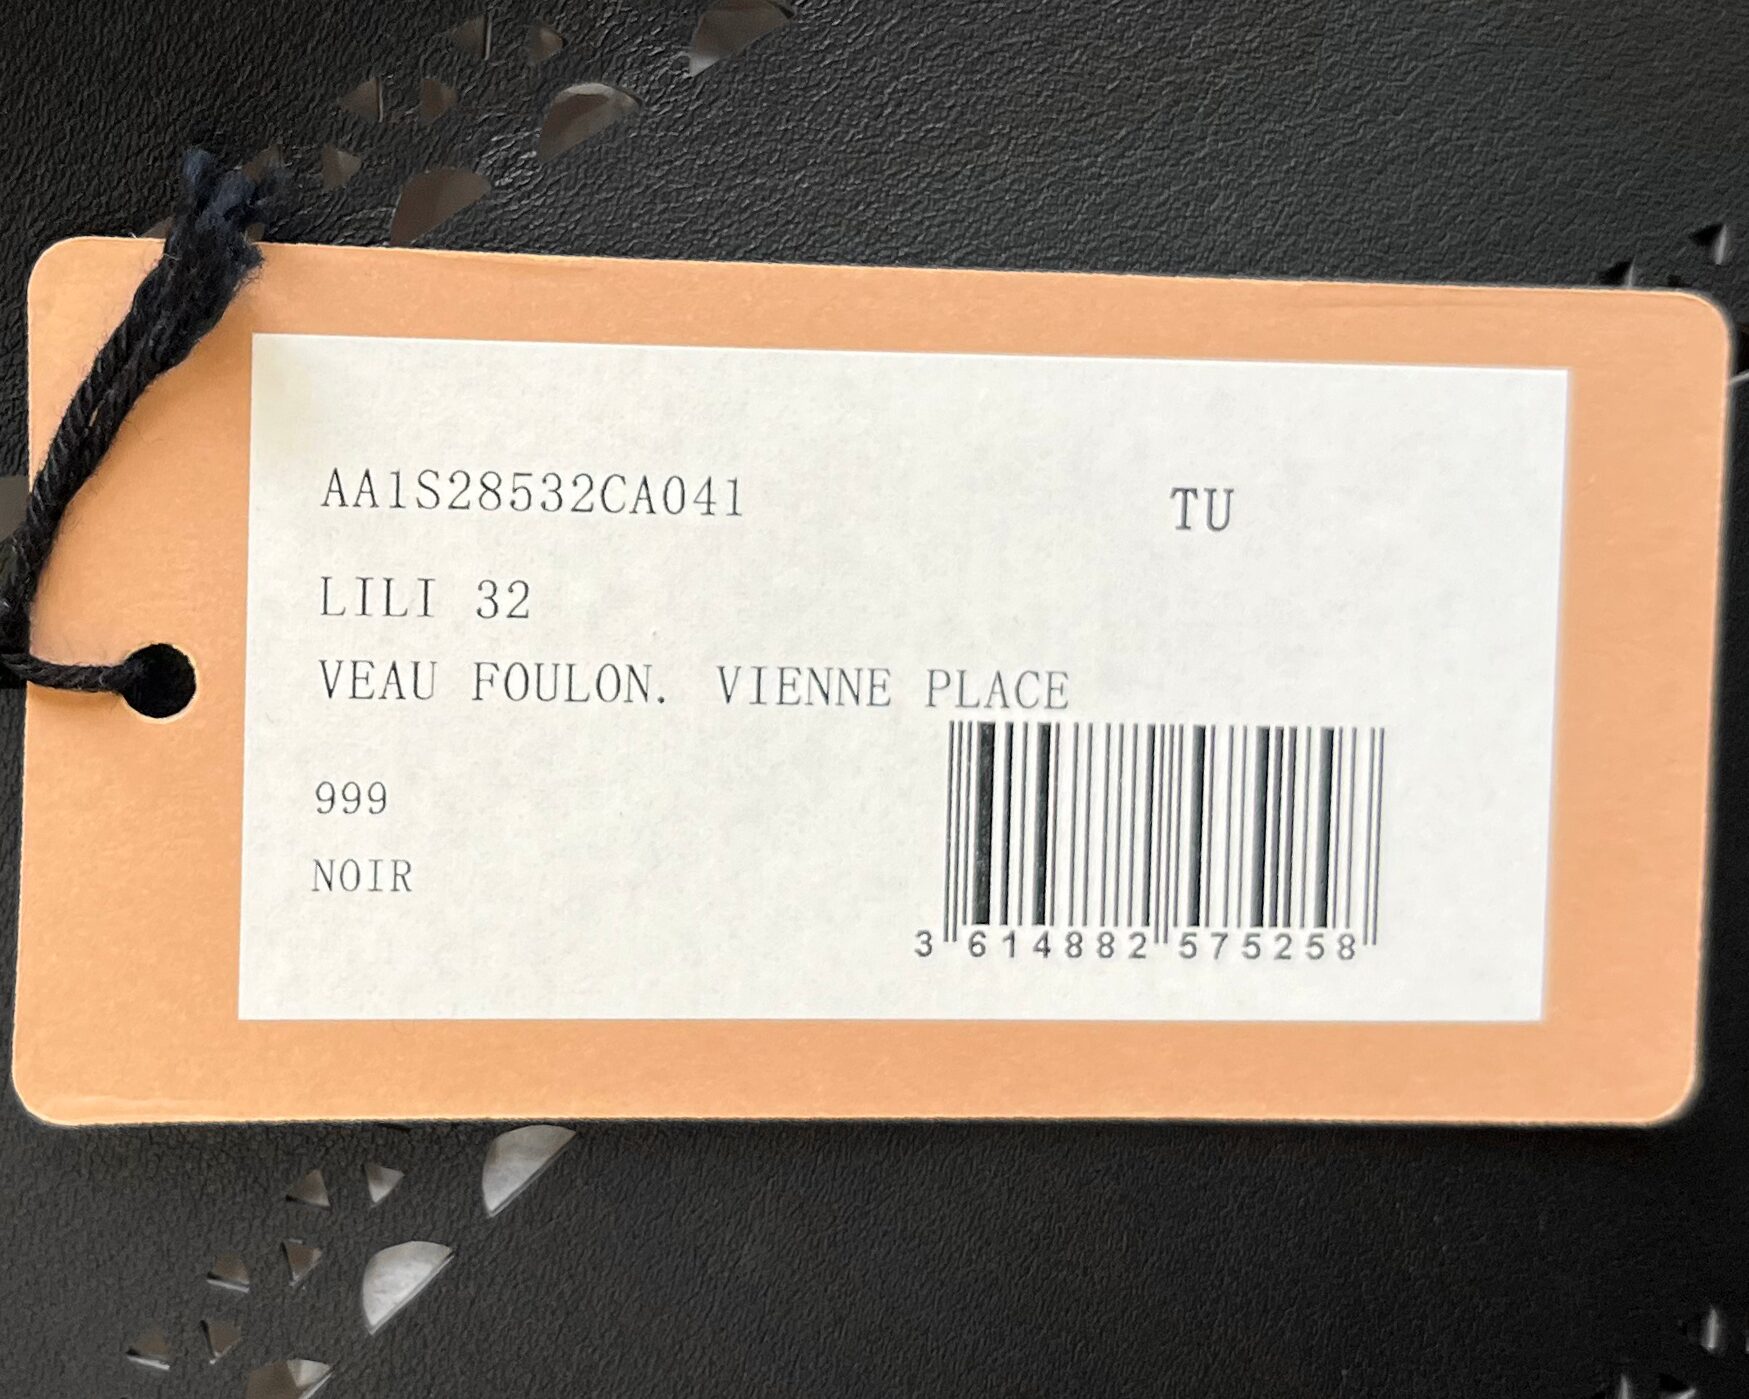 AA1S28532CA041 TU
LILI 32
VEAU FOULON. VIENNE PLACE
999
NOIR
3 614882 575258